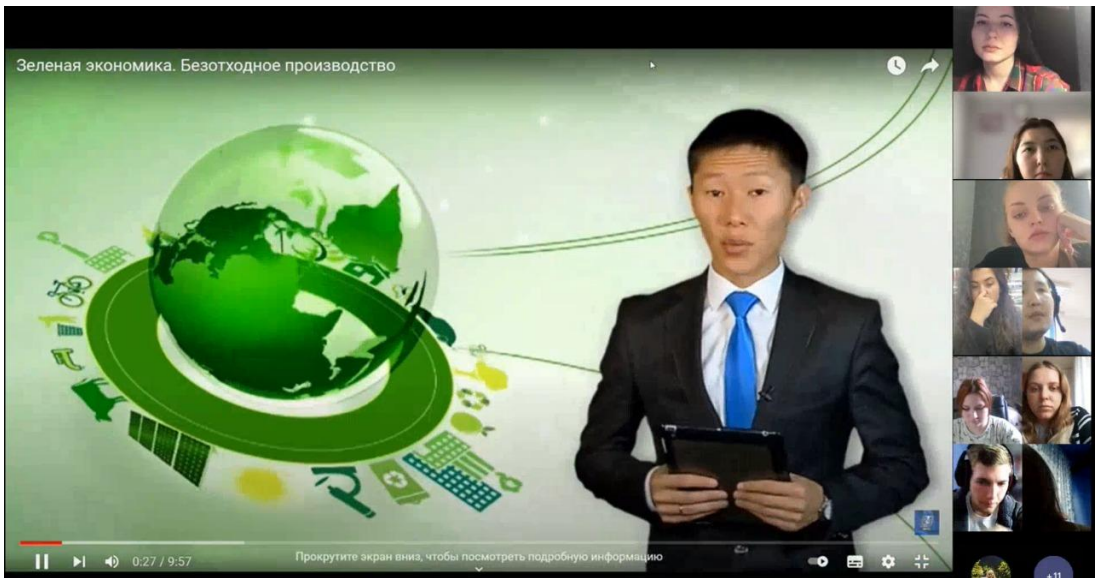 Зеленая экономика. Безотходное производство
0:27 / 9:57
Прокрутите экран вниз, чтобы посмотреть подробную информацию
+11